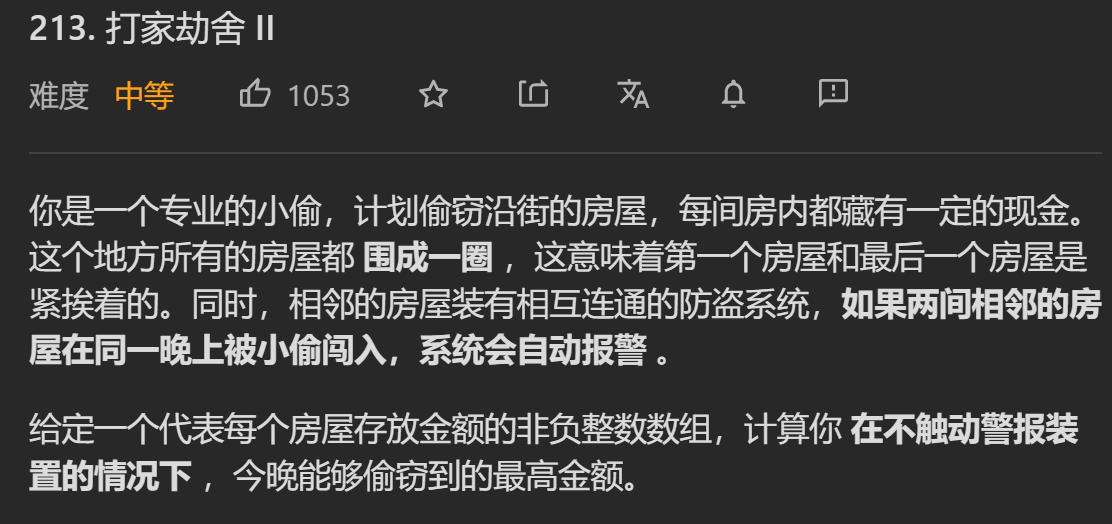 213. 打家劫舍 II
难度 中等 1053
你是一个专业的小偷，计划偷窃沿街的房屋，每间房内都藏有一定的现金。
这个地方所有的房屋都 围成一圈 ，这意味着第一个房屋和最后一个房屋是
紧挨着的。同时，相邻的房屋装有相互连通的防盗系统，如果两间相邻的房
屋在同一晚上被小偷闯入，系统会自动报警 。
给定一个代表每个房屋存放金额的非负整数数组，计算你 在不触动警报装
置的情况下 ，今晚能够偷窃到的最高金额。